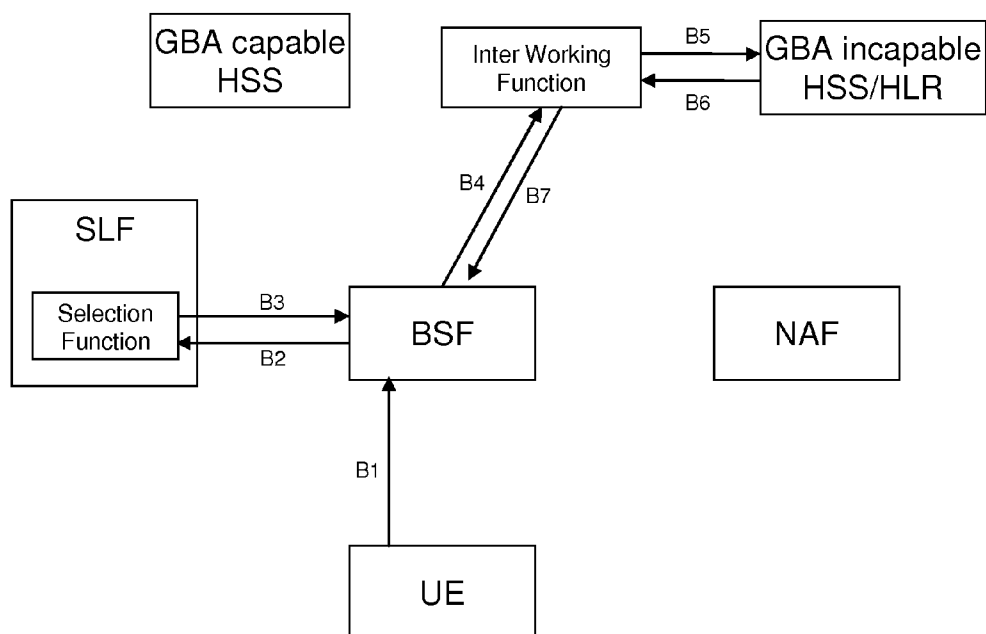 GBA capable
HSS
Inter Working
Function
B5
B6
GBA incapable
HSS/HLR
B4
B7
SLF
Selection
Function
B3
B2
BSF
NAF
B1
UE